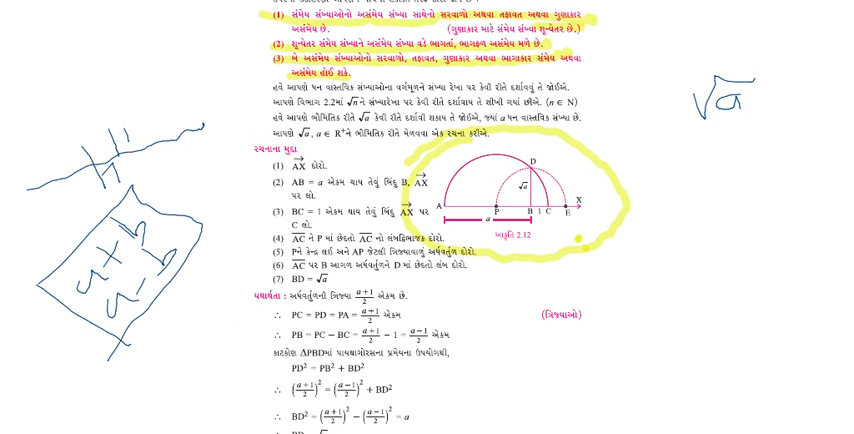 (1) સંમેય સંખ્યાઓનો અસંમેય સંખ્યા સાથેનો સરવાળો અથવા તફાવત અથવા ગુણાકાર
અસંમેય છે. (ગુણાકાર માટે સંમેય સંખ્યા શૂન્યેતર છે.)
(2) શૂન્યેતર સંમેય સંખ્યાને અસંમેય સંખ્યા વડે ભાગતાં, ભાગફળ અસંમેય મળે છે.
(3) બે અસંમેય સંખ્યાઓનો સરવાળો, તફાવત, ગુણાકાર અથવા ભાગાકાર સંમેય અથવા
અસંમેય હોઈ શકે.
હવે આપણે ધન વાસ્તવિક સંખ્યાઓના વર્ગમૂળને સંખ્યા રેખા પર કેવી રીતે દર્શાવવું તે જોઈએ.
આપણે વિભાગ 2.2માં √n ને સંખ્યારેખા પર કેવી રીતે દર્શાવાય તે શીખી ગયાં છીએ. (n ∈ N)
હવે આપણે ભૌમિતિક રીતે √a કેવી રીતે દર્શાવી શકાય તે જોઈએ, જ્યાં a ધન વાસ્તવિક સંખ્યા છે.
આપણે √a, a ∈ R⁺ને ભૌમિતિક રીતે મેળવવા એક રચના કરીએ.
રચનાના મુદ્દા
(1) AX દોરો.
(2) AB = a એકમ થાય તેવું બિંદુ B, AX
પર લો.
(3) BC = 1 એકમ થાય તેવું બિંદુ AX પર
C લો.
(4) AC ને P માં છેદતો AC નો લંબદ્વિભાજક દોરો.
(5) Pને કેન્દ્ર લઈ અને AP જેટલી ત્રિજ્યાવાળું અર્ધવર્તુળ દોરો.
(6) AC પર B આગળ અર્ધવર્તુળને D માં છેદતો લંબ દોરો.
(7) BD = √a
D
√a
A P B 1 C E X
a
આકૃતિ 2.12
યથાર્થતા : અર્ધવર્તુળની ત્રિજ્યા (a+1)/2 એકમ છે.
∴ PC = PD = PA = (a+1)/2 એકમ (ત્રિજ્યાઓ)
∴ PB = PC – BC = (a+1)/2 – 1 = (a–1)/2 એકમ
કાટકોણ ΔPBDમાં પાયથાગોરસના પ્રમેયના ઉપયોગથી,
PD² = PB² + BD²
∴ ((a+1)/2)² = ((a–1)/2)² + BD²
∴ BD² = ((a+1)/2)² – ((a–1)/2)² = a
√a